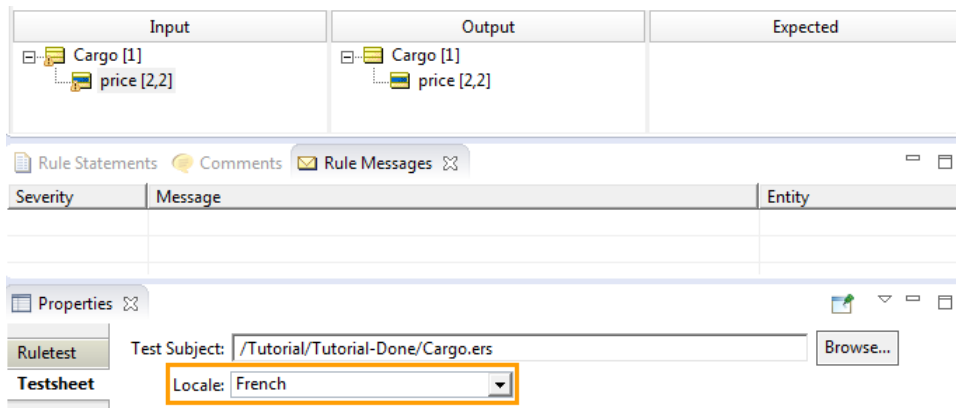 Input Output Expected
Cargo [1] Cargo [1]
price [2,2] price [2,2]
Rule Statements Comments Rule Messages
Severity Message Entity
Properties
Ruletest Test Subject: /Tutorial/Tutorial-Done/Cargo.ers Browse...
Testsheet Locale: French